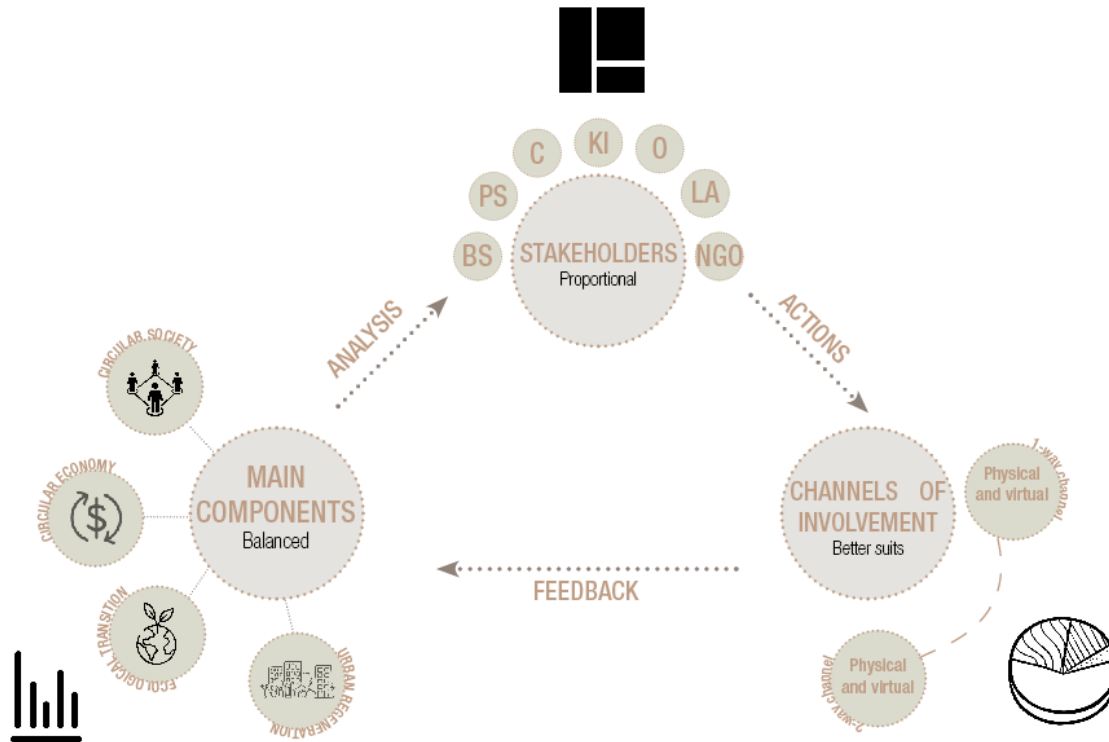 KI
C
O
PS
LA
BS
NGO
STAKEHOLDERS
Proportional
ANALYSIS
ACTIONS
CIRCULAR SOCIETY
CIRCULAR ECONOMY
ECOLOGICAL TRANSITION
URBAN REGENERATION
$
MAIN
COMPONENTS
Balanced
CHANNELS OF
INVOLVEMENT
Better suits
1-way channel
Physical
and virtual
2-way channel
Physical
and virtual
FEEDBACK